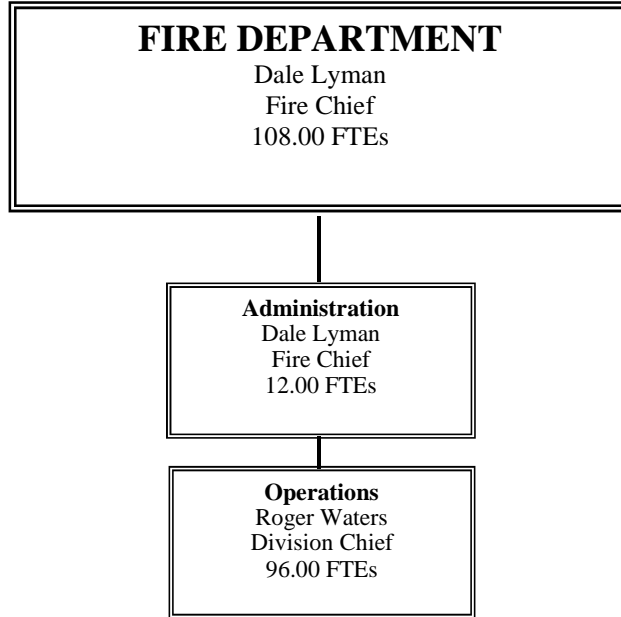 FIRE DEPARTMENT
Dale Lyman
Fire Chief
108.00 FTEs
Administration
Dale Lyman
Fire Chief
12.00 FTEs
Operations
Roger Waters
Division Chief
96.00 FTEs